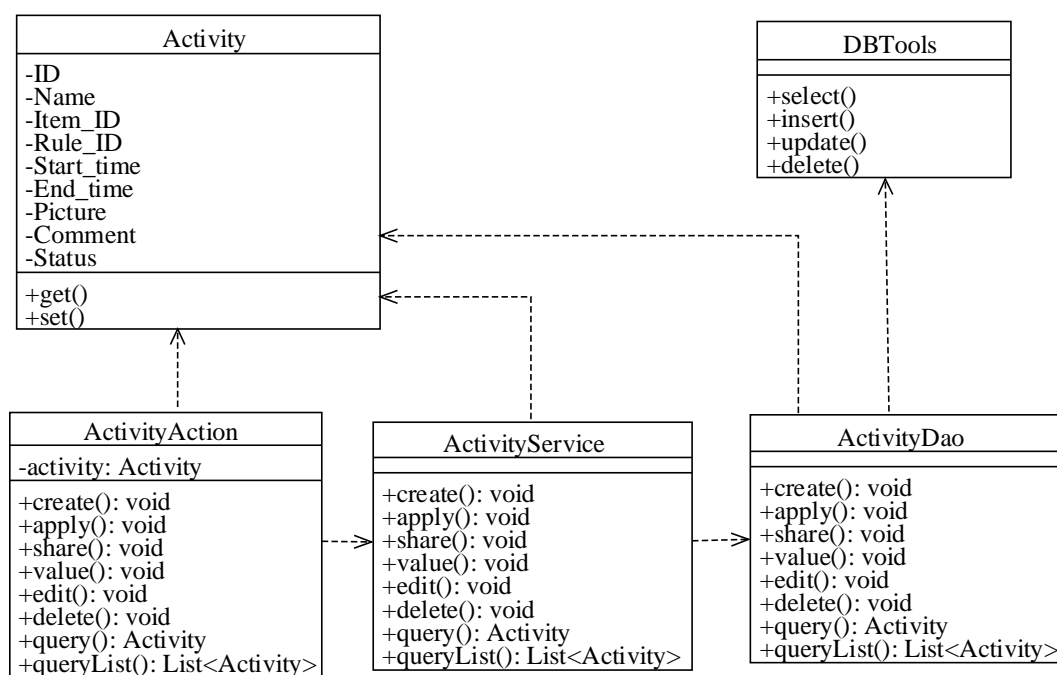 Activity
-ID
-Name
-Item_ID
-Rule_ID
-Start_time
-End_time
-Picture
-Comment
-Status
+get()
+set()
DBTools
+select()
+insert()
+update()
+delete()
ActivityAction
-activity: Activity
+create(): void
+apply(): void
+share(): void
+value(): void
+edit(): void
+delete(): void
+query(): Activity
+queryList(): List<Activity>
ActivityService
+create(): void
+apply(): void
+share(): void
+value(): void
+edit(): void
+delete(): void
+query(): Activity
+queryList(): List<Activity>
ActivityDao
+create(): void
+apply(): void
+share(): void
+value(): void
+edit(): void
+delete(): void
+query(): Activity
+queryList(): List<Activity>